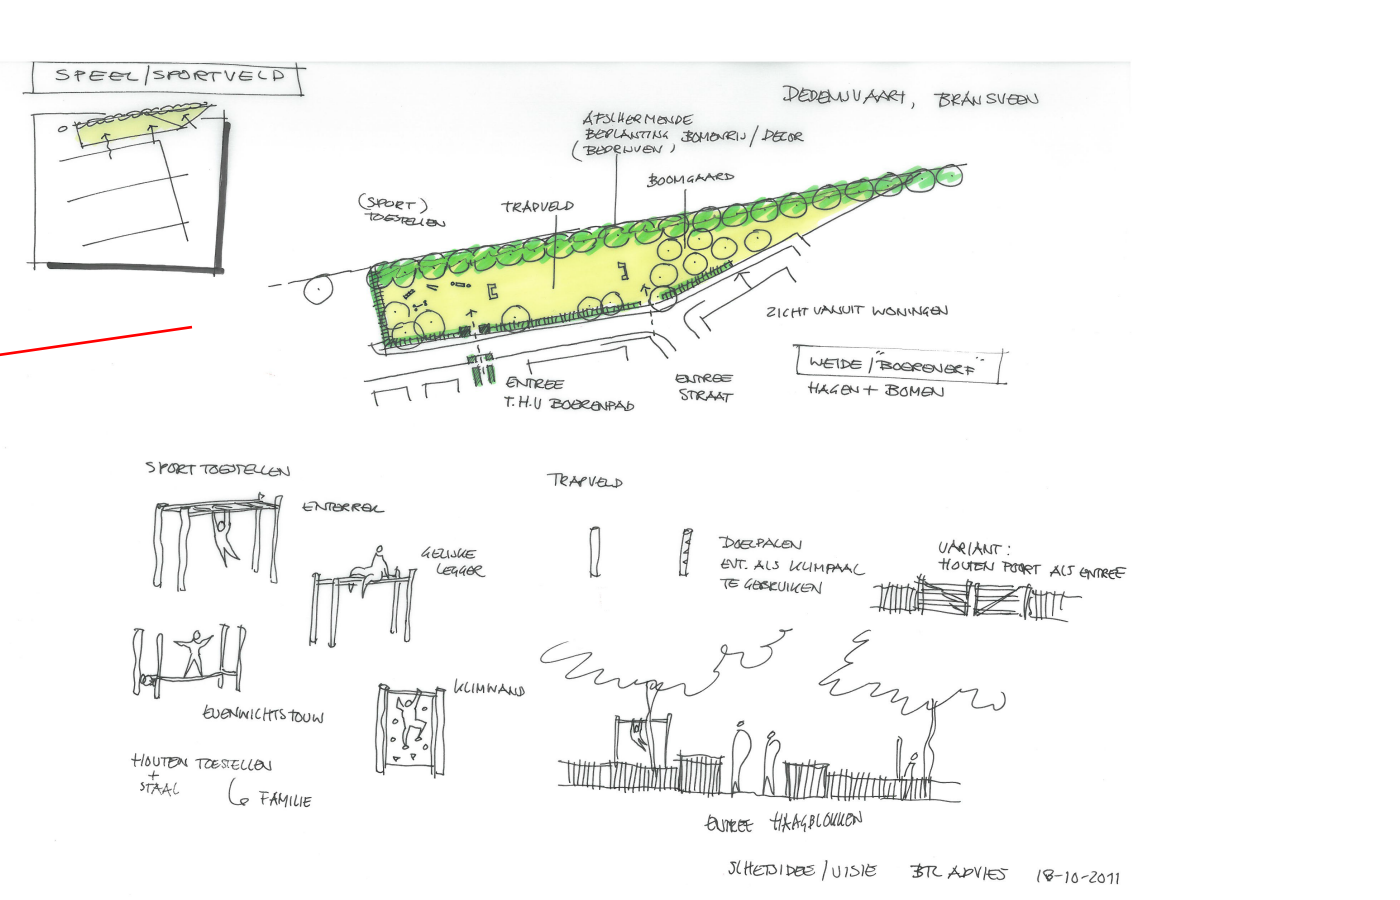 SPEEL/SPORTVELD
DEDEMSVAART, BRANSVEEN
AFSCHERMENDE
BEPLANTING BOMENRIJ/DECOR
(BEDRIJVEN)
BOOMGAARD
(SPORT)
TOESTELLEN
TRAPVELD
ZICHT VANUIT WONINGEN
WEIDE/"BOERENERF"
HAGEN + BOMEN
ENTREE
T.H.V BOERENPAD
ENTREE
STRAAT
SPORT TOESTELLEN
ENTERREK
GELIJKE
LEGGER
EVENWICHTSTOUW
KLIMWAND
HOUTEN TOESTELLEN
+
STAAL
FAMILIE
TRAPVELD
DOELPALEN
EVT. ALS KLIMPAAL
TE GEBRUIKEN
VARIANT:
HOUTEN POORT ALS ENTREE
ENTREE HAAGBLOKKEN
SCHETSIDEE/VISIE BTL ADVIES 18-10-2011